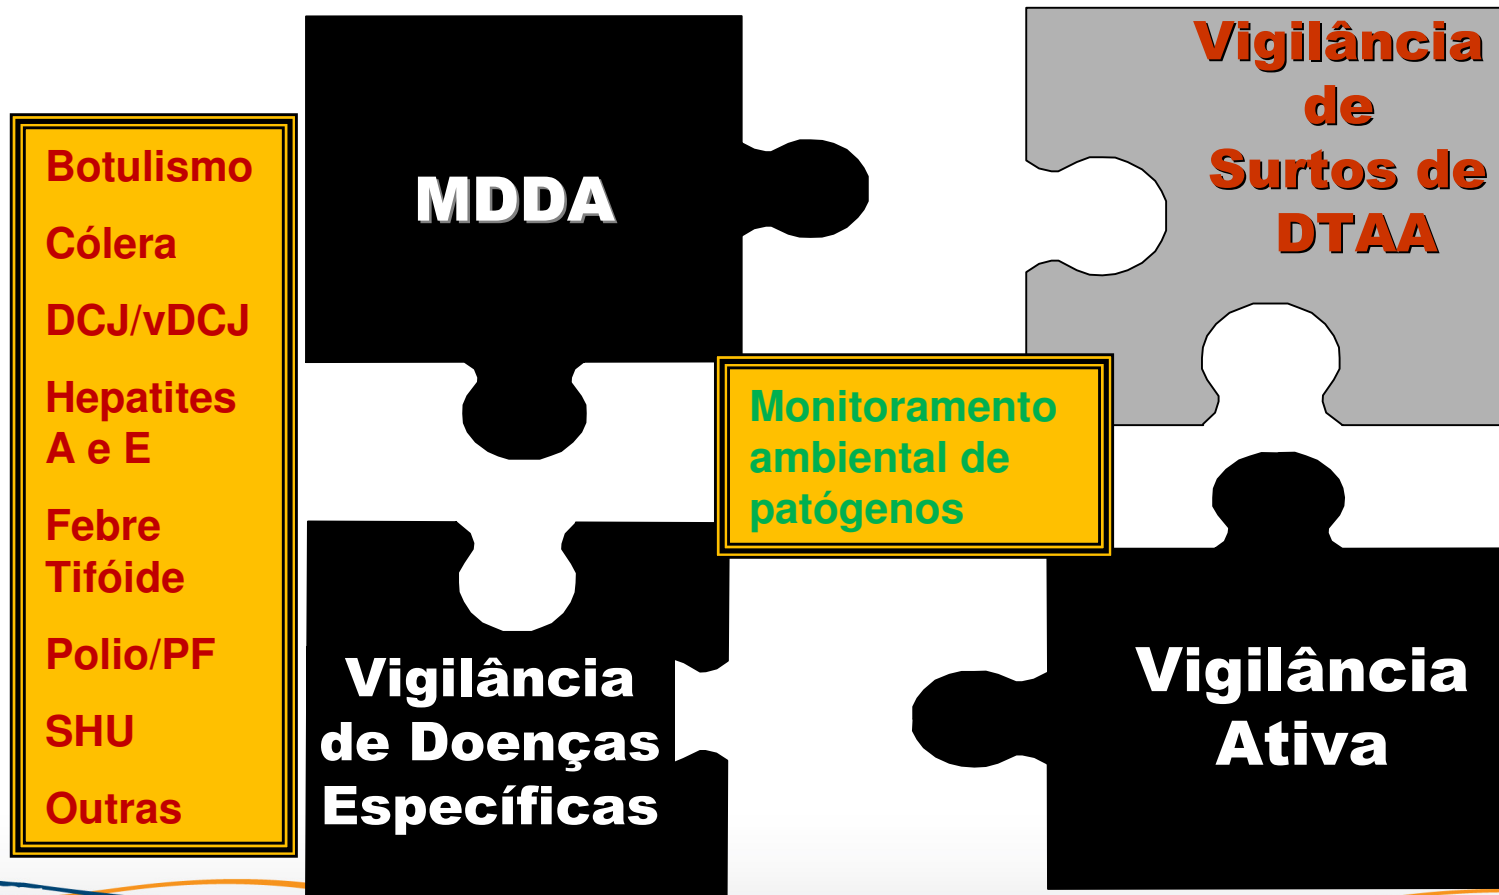 Botulismo
Cólera
DCJ/vDCJ
Hepatites
A e E
Febre
Tifóide
Polio/PF
SHU
Outras
MDDA
Vigilância
de
Surtos de
DTAA
Monitoramento
ambiental de
patógenos
Vigilância
de Doenças
Específicas
Vigilância
Ativa